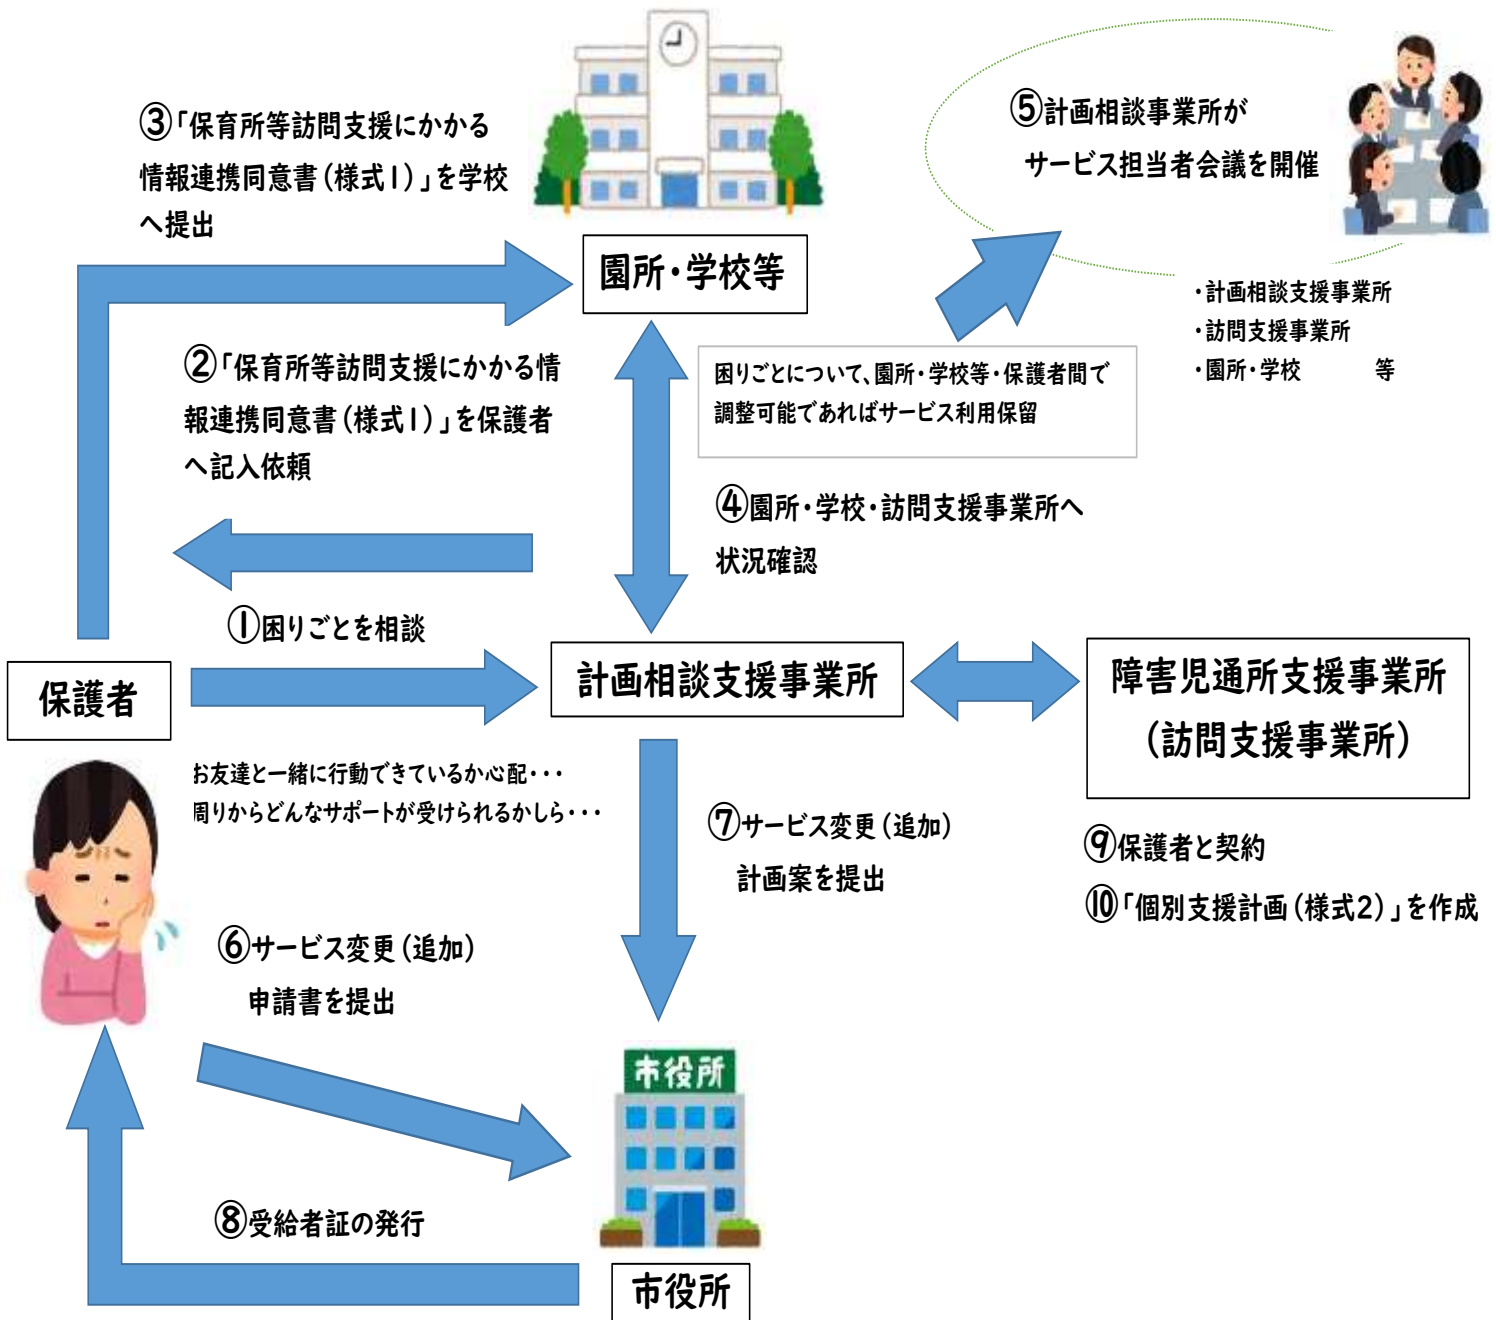 ③「保育所等訪問支援にかかる
情報連携同意書（様式1）」を学校
へ提出
園所・学校等
⑤計画相談事業所が
サービス担当者会議を開催
・計画相談支援事業所
・訪問支援事業所
・園所・学校　　　等
②「保育所等訪問支援にかかる情
報連携同意書（様式1）」を保護者
へ記入依頼
困りごとについて、園所・学校等・保護者間で
調整可能であればサービス利用保留
④園所・学校・訪問支援事業所へ
状況確認
①困りごとを相談
保護者
計画相談支援事業所
障害児通所支援事業所
（訪問支援事業所）
お友達と一緒に行動できているか心配・・・
周りからどんなサポートが受けられるかしら・・・
⑦サービス変更（追加）
計画案を提出
⑨保護者と契約
⑩「個別支援計画（様式2）」を作成
⑥サービス変更（追加）
申請書を提出
市役所
⑧受給者証の発行
市役所